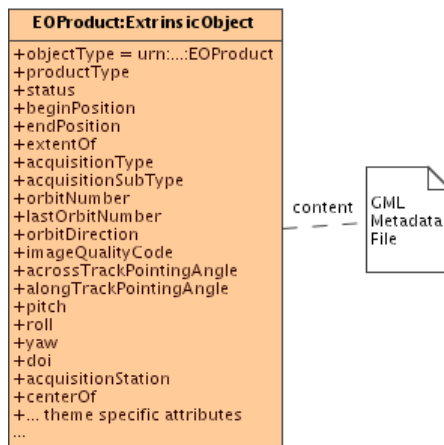 EOProduct:ExtrinsicObject
+objectType = urn:...:EOProduct
+productType
+status
+beginPosition
+endPosition
+extentOf
+acquisitionType
+acquisitionSubType
+orbitNumber
+lastOrbitNumber
+orbitDirection
+imageQualityCode
+acrossTrackPointingAngle
+alongTrackPointingAngle
+pitch
+roll
+yaw
+doi
+acquisitionStation
+centerOf
+... theme specific attributes
...
content
GML
Metadata
File